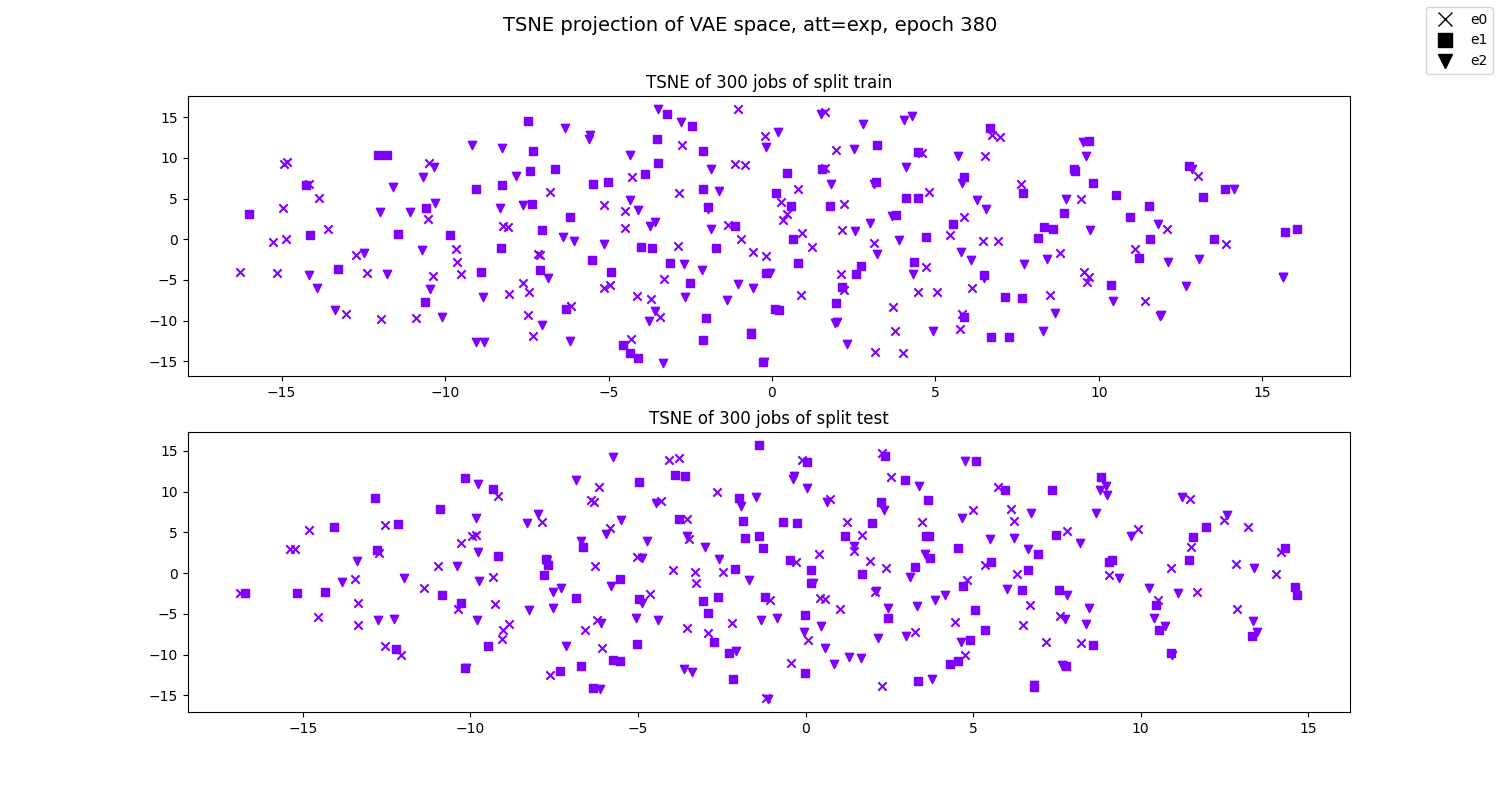 TSNE projection of VAE space, att=exp, epoch 380
e0
e1
e2
TSNE of 300 jobs of split train
15
10
5
0
−5
−10
−15
−15 −10 −5 0 5 10 15
TSNE of 300 jobs of split test
15
10
5
0
−5
−10
−15
−15 −10 −5 0 5 10 15